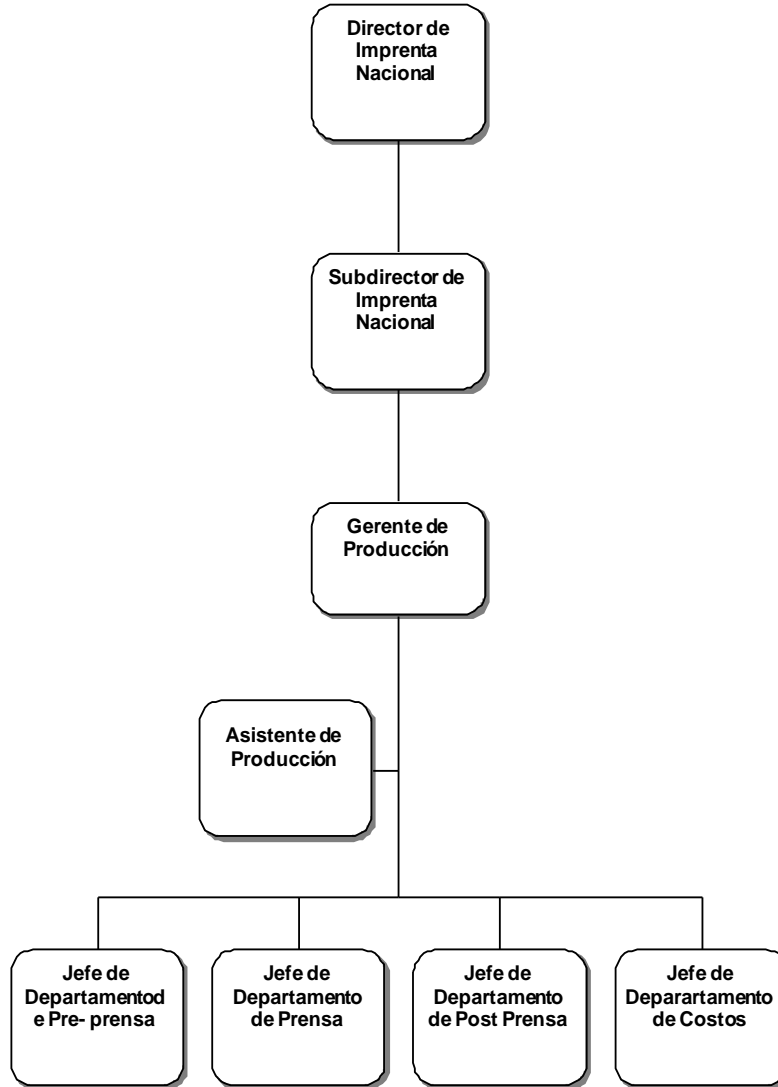 Director de
Imprenta
Nacional
Subdirector de
Imprenta
Nacional
Gerente de
Producción
Asistente de
Producción
Jefe de
Departamentod
e Pre- prensa
Jefe de
Departamento
de Prensa
Jefe de
Departamento
de Post Prensa
Jefe de
Deparartamento
de Costos